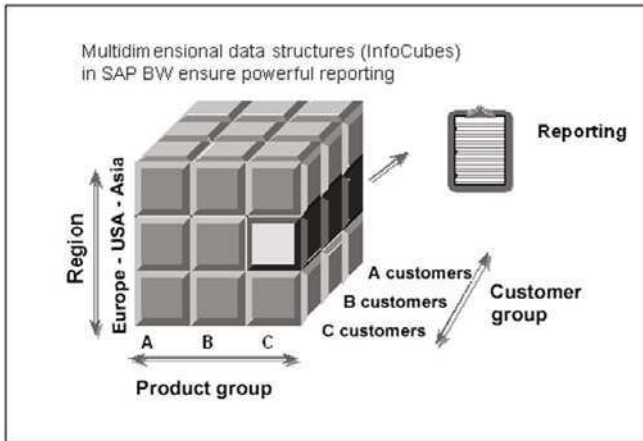 Multidimensional data structures (InfoCubes)
in SAP BW ensure powerful reporting
Reporting
Region
Europe - USA - Asia
A customers
B customers
C customers
Customer
group
A B C
Product group